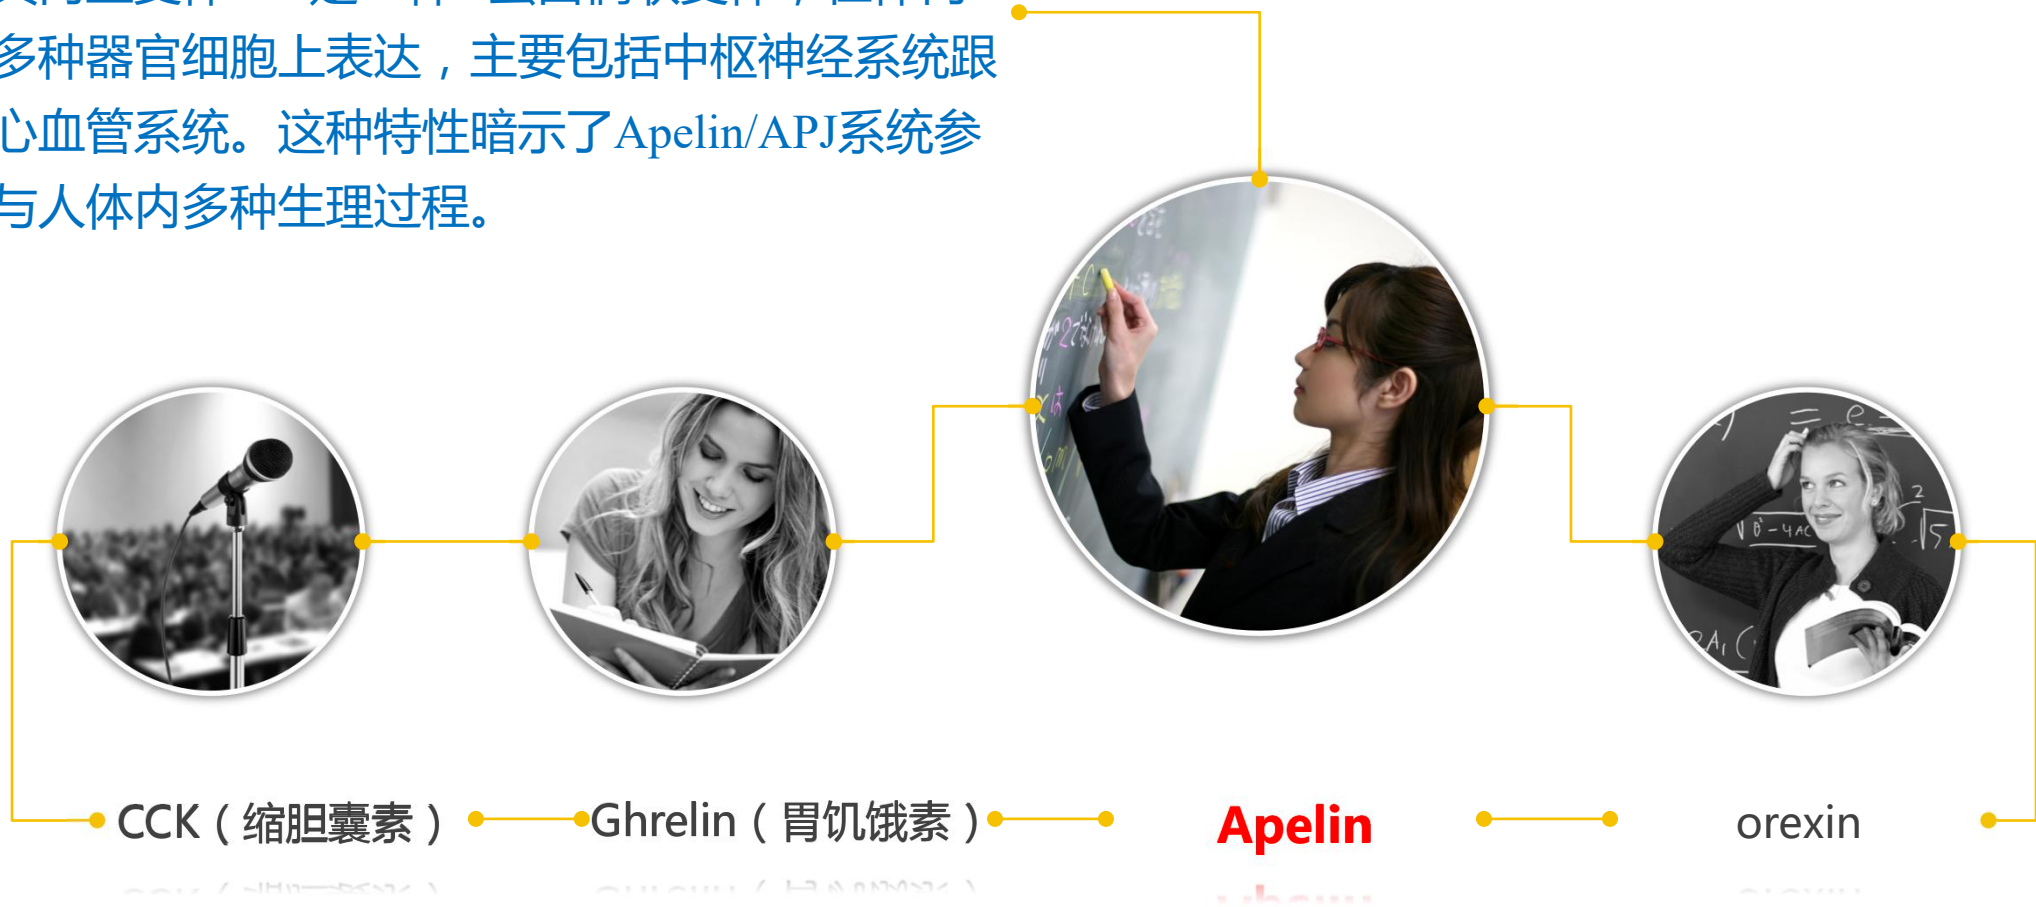 多种器官细胞上表达，主要包括中枢神经系统跟
心血管系统。这种特性暗示了Apelin/APJ系统参
与人体内多种生理过程。
CCK（缩胆囊素）
Ghrelin（胃饥饿素）
Apelin
orexin